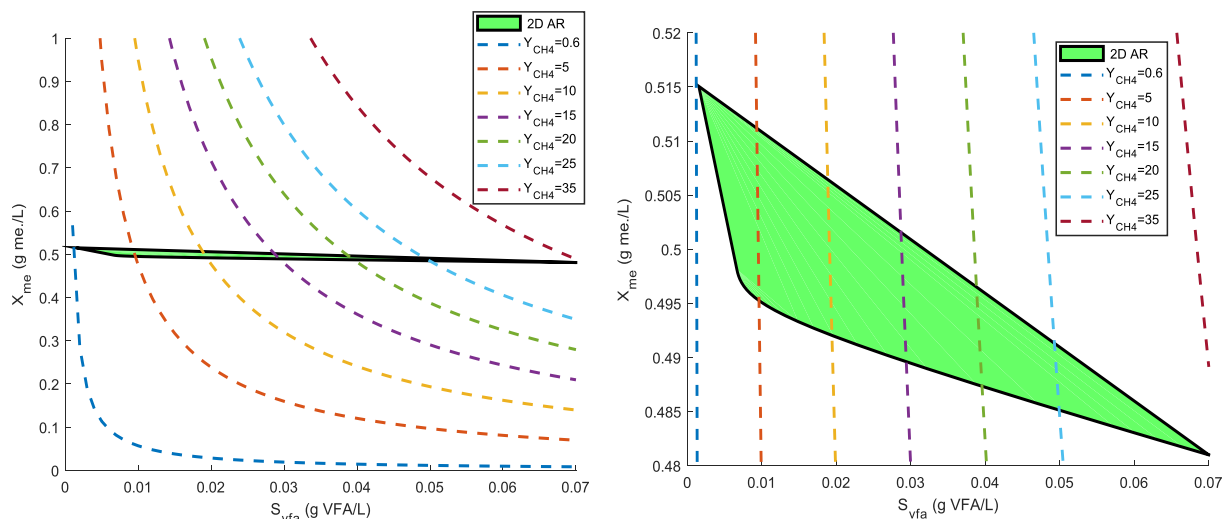 2D AR
Y_CH4=0.6
Y_CH4=5
Y_CH4=10
Y_CH4=15
Y_CH4=20
Y_CH4=25
Y_CH4=35
1
0.9
0.8
0.7
0.6
0.5
0.4
0.3
0.2
0.1
0
X_me (g me./L)
0
0.01
0.02
0.03
0.04
0.05
0.06
0.07
S_vfa (g VFA/L)
2D AR
Y_CH4=0.6
Y_CH4=5
Y_CH4=10
Y_CH4=15
Y_CH4=20
Y_CH4=25
Y_CH4=35
0.52
0.515
0.51
0.505
0.5
0.495
0.49
0.485
0.48
X_me (g me./L)
0
0.01
0.02
0.03
0.04
0.05
0.06
0.07
S_vfa (g VFA/L)